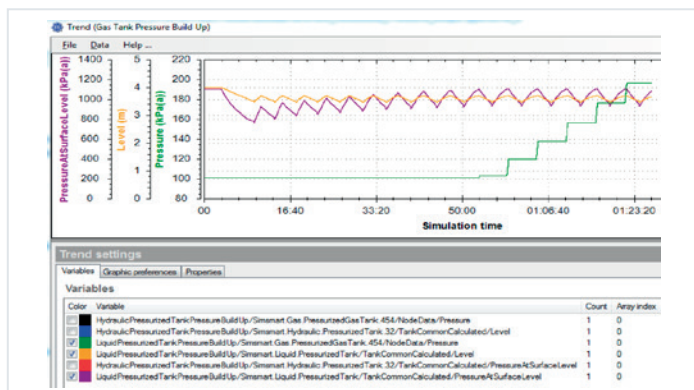 Trend (Gas Tank Pressure Build Up)
File Data Help ...
PressureAtSurfaceLevel (kPa(a))
1400
1200
1000
800
600
400
200
0
Level (m)
5
4
3
2
1
0
Pressure (kPa(a))
220
200
180
160
140
120
100
80
00 16:40 33:20 50:00 01:06:40 01:23:20
Simulation time
Trend settings
Variables Graphic preferences Properties
Variables
Color Variable Count Array index
HydraulicPressurizedTankPressureBuildUp/Simsmart.Gas.PressurizedGasTank.454/NodeData/Pressure 1 0
HydraulicPressurizedTankPressureBuildUp/Simsmart.Hydraulic.PressurizedTank.32/TankCommonCalculated/Level 1 0
LiquidPressurizedTankPressureBuildUp/Simsmart.Gas.PressurizedGasTank.454/NodeData/Pressure 1 0
LiquidPressurizedTankPressureBuildUp/Simsmart.Liquid.PressurizedTank/TankCommonCalculated/Level 1 0
HydraulicPressurizedTankPressureBuildUp/Simsmart.Hydraulic.PressurizedTank.32/TankCommonCalculated/PressureAtSurfaceLevel 1 0
LiquidPressurizedTankPressureBuildUp/Simsmart.Liquid.PressurizedTank/TankCommonCalculated/PressureAtSurfaceLevel 1 0